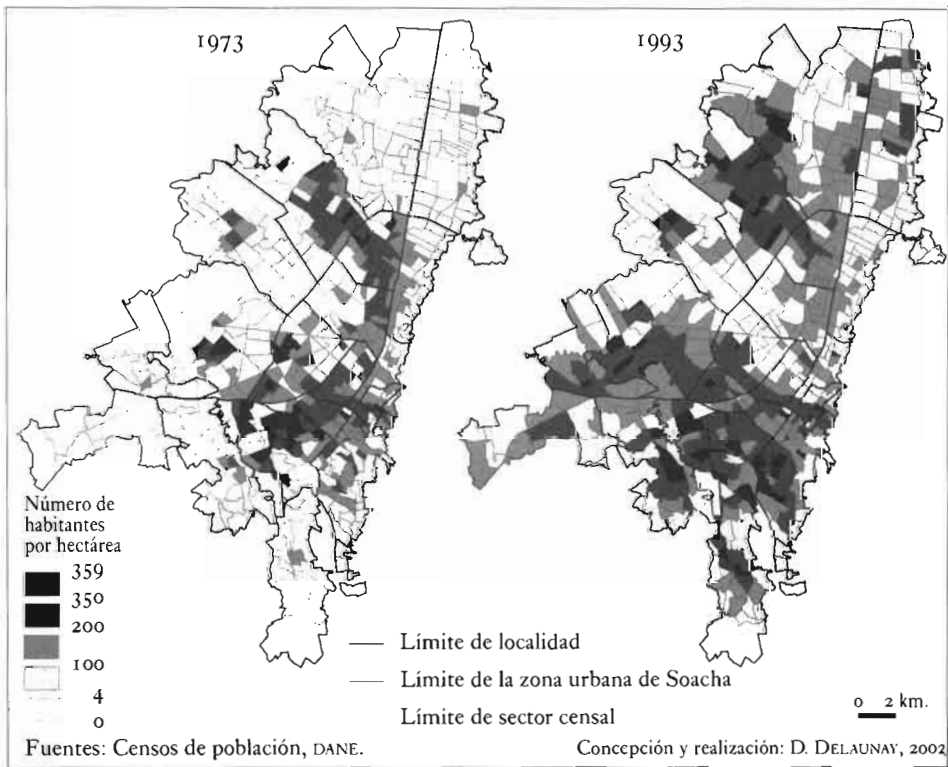 1973
1993
Número de
habitantes
por hectárea
359
350
200
100
4
0
Límite de localidad
Límite de la zona urbana de Soacha
Límite de sector censal
0 2 km.
Fuentes: Censos de población, DANE.
Concepción y realización: D. DELAUNAY, 2002